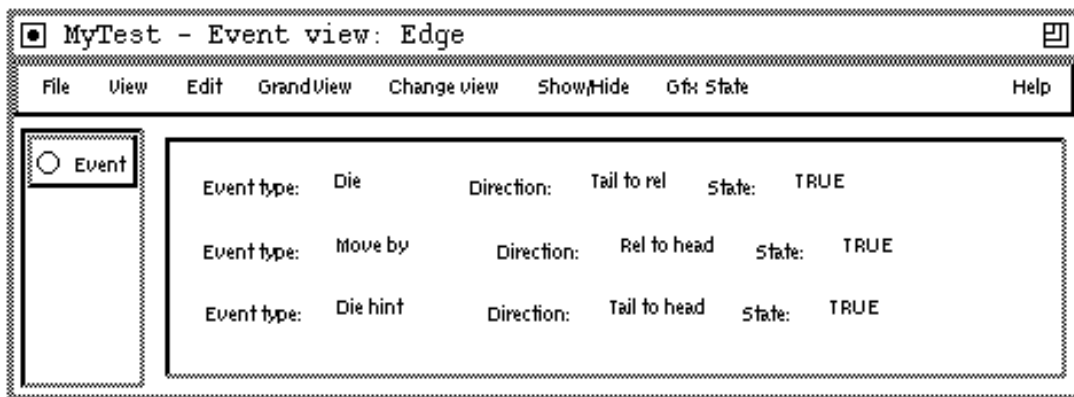 MyTest - Event view: Edge
File View Edit GrandView Change view Show/Hide Gfx State Help
Event
Event type: Die Direction: Tail to rel State: TRUE
Event type: Move by Direction: Rel to head State: TRUE
Event type: Die hint Direction: Tail to head State: TRUE